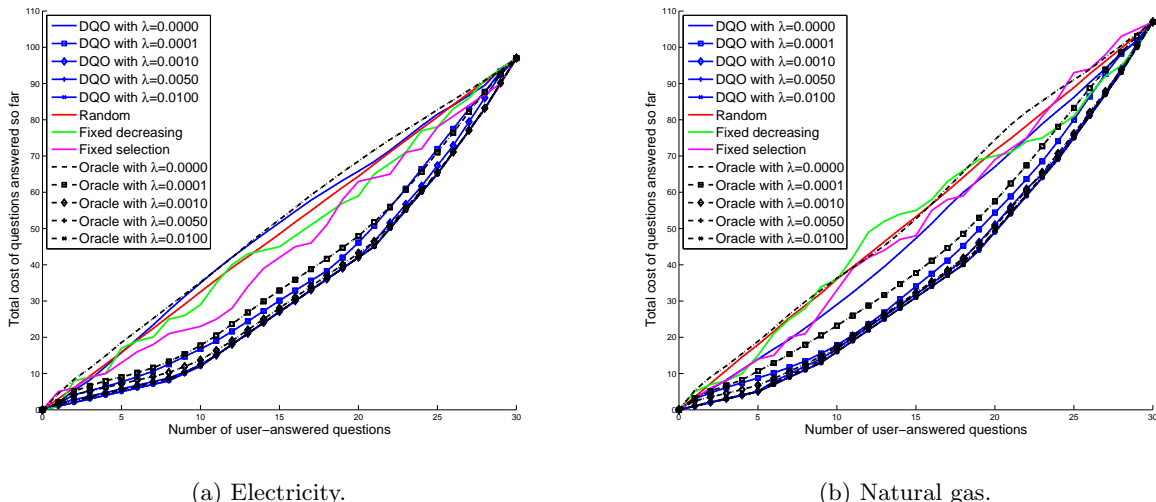 110
100
90
80
70
60
50
40
30
20
10
0
Total cost of questions answered so far
DQO with λ=0.0000
DQO with λ=0.0001
DQO with λ=0.0010
DQO with λ=0.0050
DQO with λ=0.0100
Random
Fixed decreasing
Fixed selection
Oracle with λ=0.0000
Oracle with λ=0.0001
Oracle with λ=0.0010
Oracle with λ=0.0050
Oracle with λ=0.0100
0 5 10 15 20 25 30
Number of user−answered questions
(a) Electricity.
110
100
90
80
70
60
50
40
30
20
10
0
Total cost of questions answered so far
DQO with λ=0.0000
DQO with λ=0.0001
DQO with λ=0.0010
DQO with λ=0.0050
DQO with λ=0.0100
Random
Fixed decreasing
Fixed selection
Oracle with λ=0.0000
Oracle with λ=0.0001
Oracle with λ=0.0010
Oracle with λ=0.0050
Oracle with λ=0.0100
0 5 10 15 20 25 30
Number of user−answered questions
(b) Natural gas.